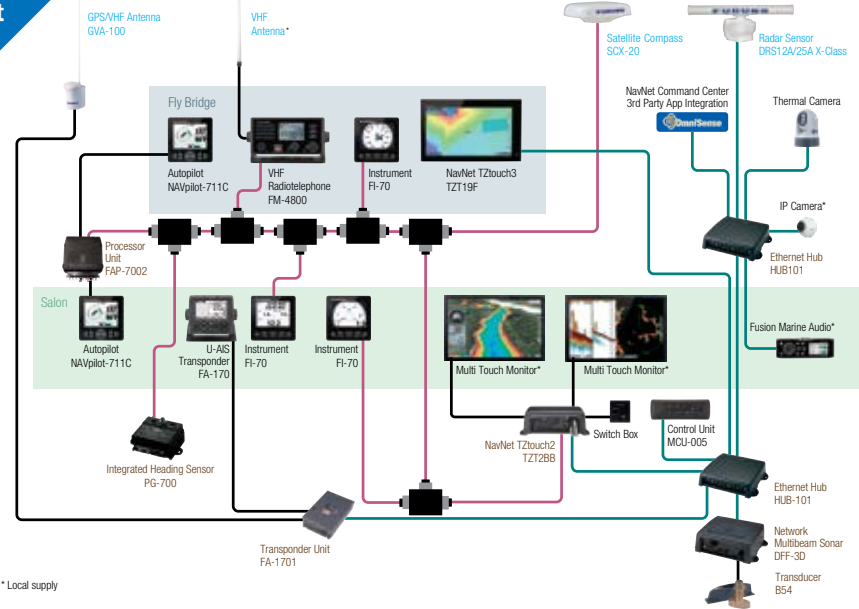 t
GPS/VHF Antenna
GVA-100
VHF
Antenna*
Satellite Compass
SCX-20
FURUNO
Radar Sensor
DRS12A/25A X-Class
NavNet Command Center
3rd Party App Integration
OmniSense
Thermal Camera
Fly Bridge
Autopilot
NAVpilot-711C
VHF
Radiotelephone
FM-4800
Instrument
FI-70
NavNet TZtouch3
TZT19F
IP Camera*
Ethernet Hub
HUB101
Processor
Unit
FAP-7002
Salon
Autopilot
NAVpilot-711C
U-AIS
Transponder
FA-170
Instrument
FI-70
Instrument
FI-70
Multi Touch Monitor*
Multi Touch Monitor*
Fusion Marine Audio*
Integrated Heading Sensor
PG-700
NavNet TZtouch2
TZT2BB
Switch Box
Control Unit
MCU-005
Ethernet Hub
HUB-101
Transponder Unit
FA-1701
Network
Multibeam Sonar
DFF-3D
Transducer
B54
* Local supply